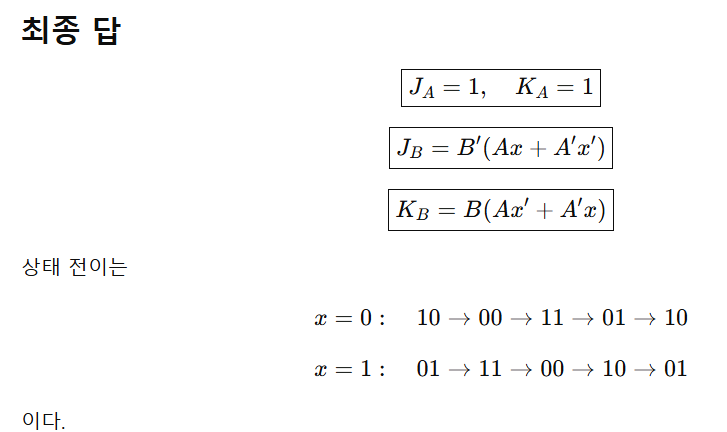 최종 답
J_A = 1, K_A = 1
J_B = B'(Ax + A'x')
K_B = B(Ax' + A'x)
상태 전이는
x = 0 : 10 → 00 → 11 → 01 → 10
x = 1 : 01 → 11 → 00 → 10 → 01
이다.